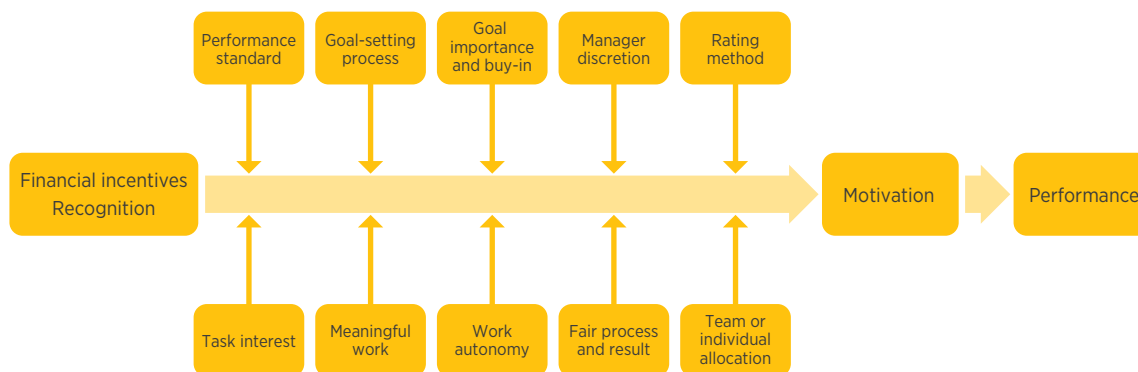 Performance
standard
Goal-setting
process
Goal
importance
and buy-in
Manager
discretion
Rating
method
Financial incentives
Recognition
Motivation
Performance
Task interest
Meaningful
work
Work
autonomy
Fair process
and result
Team or
individual
allocation